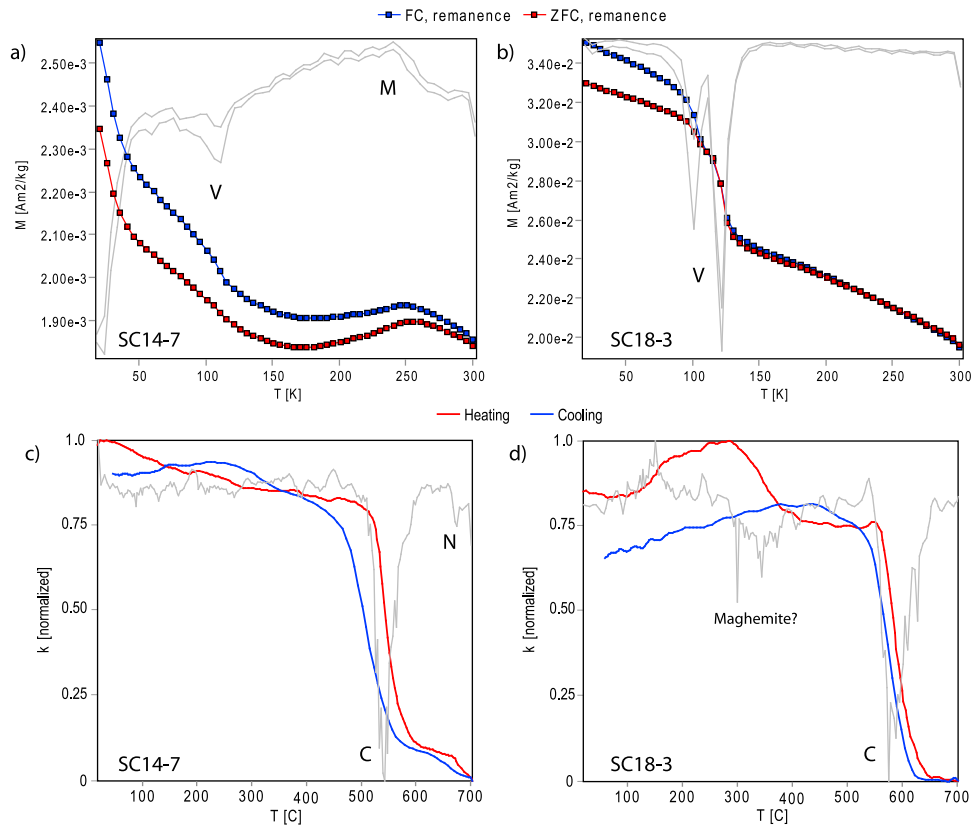 FC, remanence ZFC, remanence
a)
b)
M [Am2/kg]
2.50e-3
2.40e-3
2.30e-3
2.20e-3
2.10e-3
2.00e-3
1.90e-3
M
V
SC14-7
50 100 150 200 250 300
T [K]
M [Am2/kg]
3.40e-2
3.20e-2
3.00e-2
2.80e-2
2.60e-2
2.40e-2
2.20e-2
2.00e-2
V
SC18-3
50 100 150 200 250 300
T [K]
Heating Cooling
c)
d)
k [normalized]
1.0
0.75
0.50
0.25
0
N
C
SC14-7
100 200 300 400 500 600 700
T [C]
k [normalized]
1.0
0.75
0.50
0.25
0
Maghemite?
C
SC18-3
100 200 300 400 500 600 700
T [C]